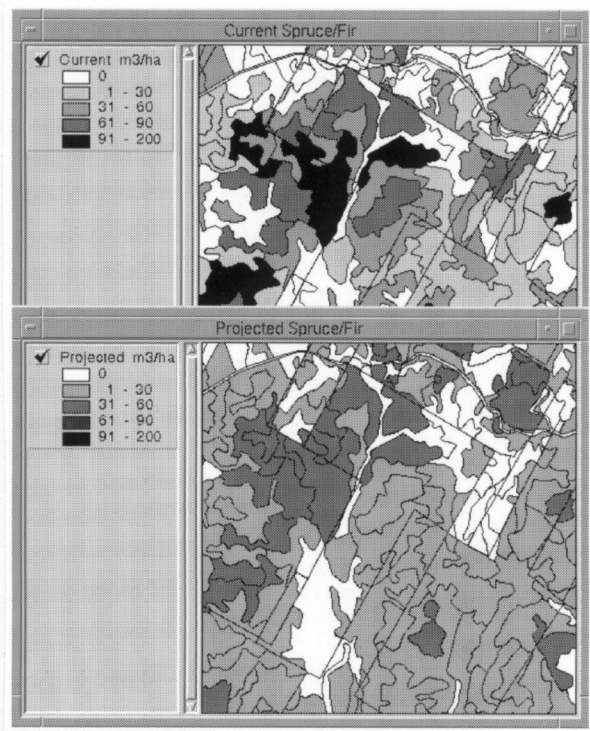 Current Spruce/Fir
Current m3/ha
0
1 - 30
31 - 60
61 - 90
91 - 200
Projected Spruce/Fir
Projected m3/ha
0
1 - 30
31 - 60
61 - 90
91 - 200